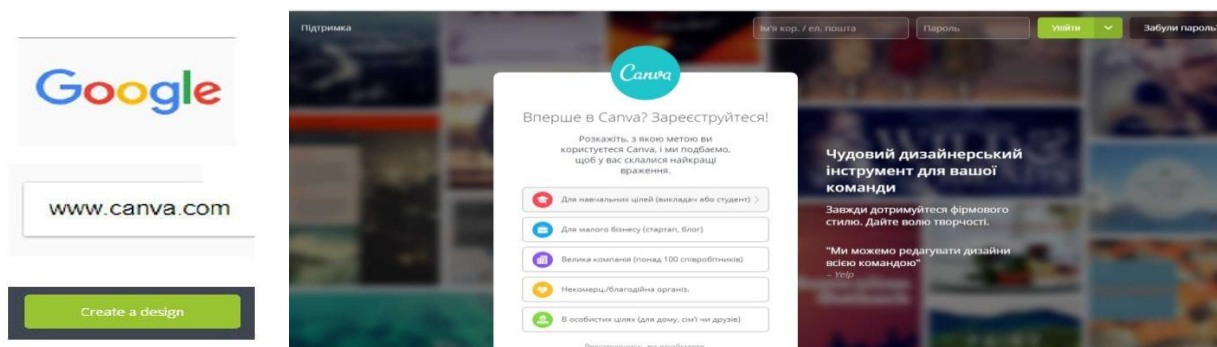 Google
www.canva.com
Create a design
Підтримка
Ім'я кор. / ел. пошта
Пароль
Увійти
Забули пароль
Canva
Вперше в Canva? Зареєструйтеся!
Розкажіть, з якою метою ви
користуєтеся Canva, і ми подбаємо,
щоб у вас склалися найкращі
враження.
Для навчальних цілей (викладач або студент)
Для малого бізнесу (стартап, блог)
Велика компанія (понад 100 співробітників)
Некомерц./благодійна організ.
В особистих цілях (для дому, сім'ї чи друзів)
Чудовий дизайнерський
інструмент для вашої
команди
Завжди дотримуйтеся фірмового
стилю. Дайте волю творчості.
"Ми можемо редагувати дизайни
всією командою"
– Yelp